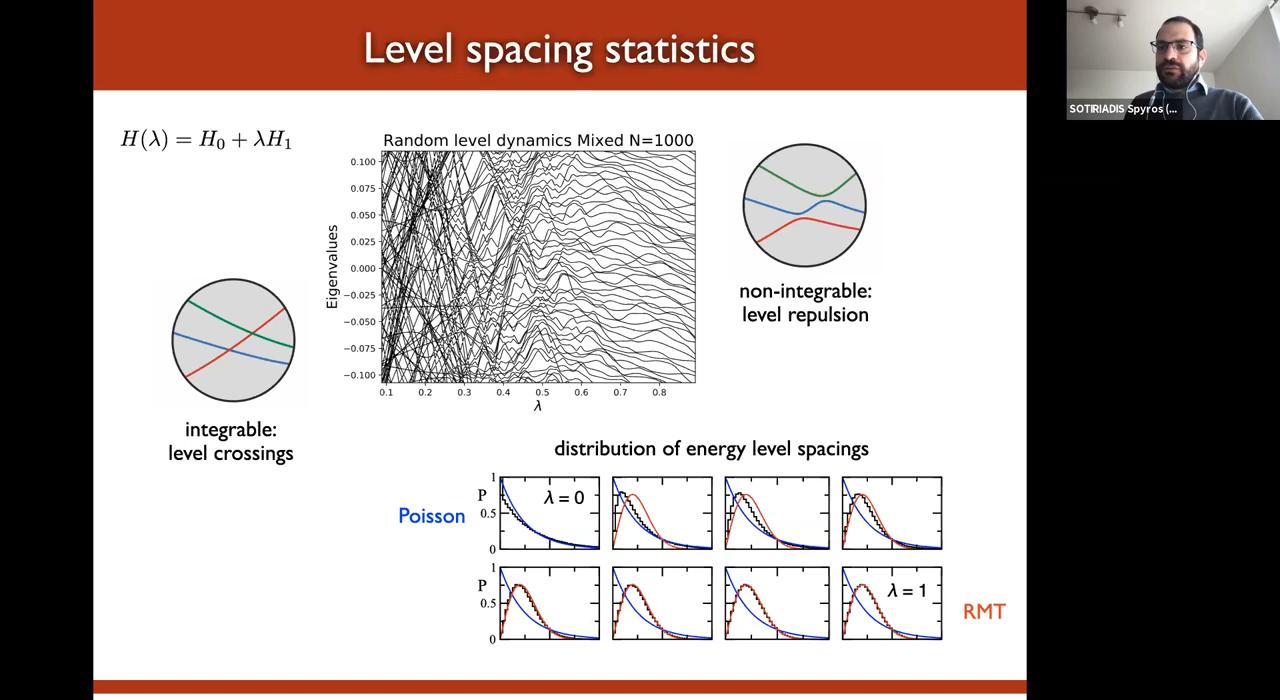 Level spacing statistics
SOTIRIADIS Spyros (...
H(λ) = H₀ + λH₁
Random level dynamics Mixed N=1000
Eigenvalues
0.100
0.075
0.050
0.025
0.000
−0.025
−0.050
−0.075
−0.100
0.1 0.2 0.3 0.4 0.5 0.6 0.7 0.8
λ
non-integrable:
level repulsion
integrable:
level crossings
distribution of energy level spacings
Poisson
1
P
0.5
0
λ = 0
1
P
0.5
0
λ = 1
RMT